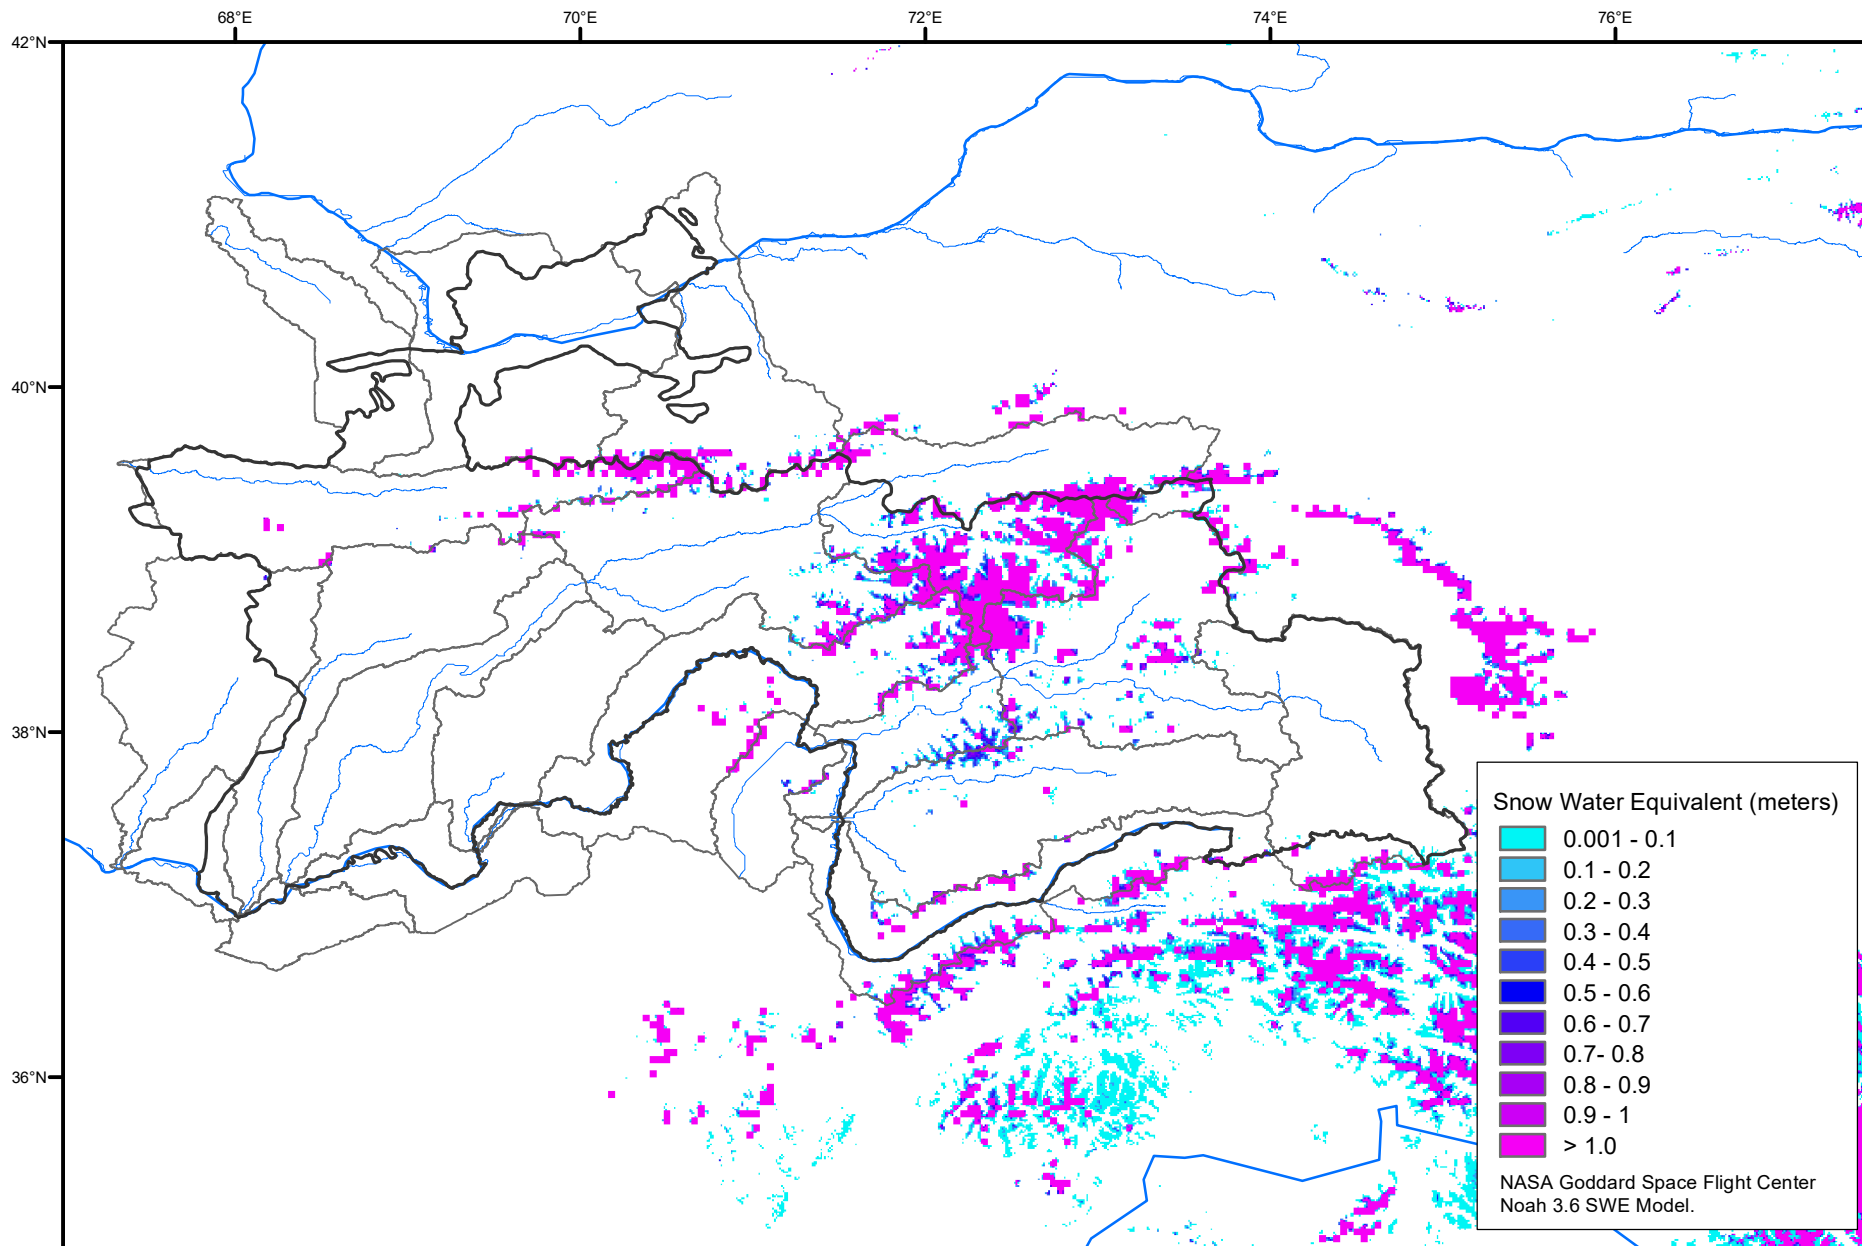 68°E
70°E
72°E
74°E
76°E
42°N
40°N
38°N
36°N
Snow Water Equivalent (meters)
0.001 - 0.1
0.1 - 0.2
0.2 - 0.3
0.3 - 0.4
0.4 - 0.5
0.5 - 0.6
0.6 - 0.7
0.7- 0.8
0.8 - 0.9
0.9 - 1
> 1.0
NASA Goddard Space Flight Center
Noah 3.6 SWE Model.